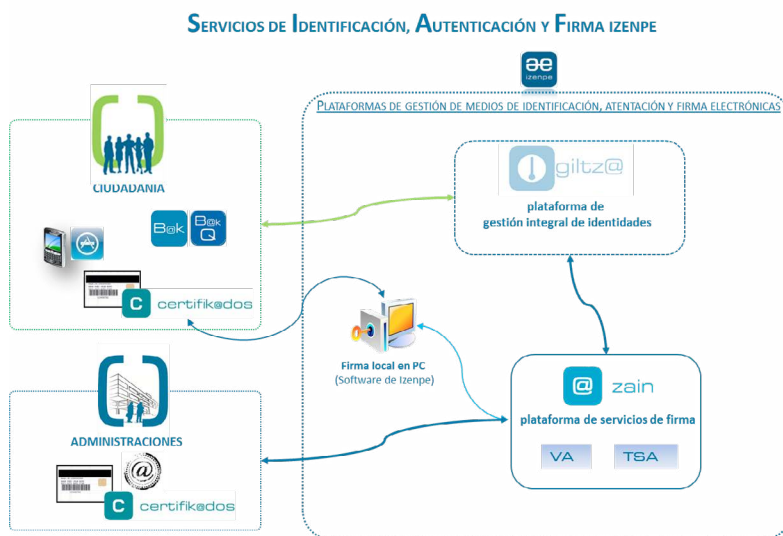 SERVICIOS DE IDENTIFICACIÓN, AUTENTICACIÓN Y FIRMA IZENPE
izenpe
PLATAFORMAS DE GESTIÓN DE MEDIOS DE IDENTIFICACIÓN, ATENTACIÓN Y FIRMA ELECTRÓNICAS
CIUDADANÍA
B@k
B@k
Q
C certifik@dos
giltz@
plataforma de
gestión integral de identidades
Firma local en PC
(Software de Izenpe)
@ zain
plataforma de servicios de firma
VA
TSA
ADMINISTRACIONES
@
C certifik@dos